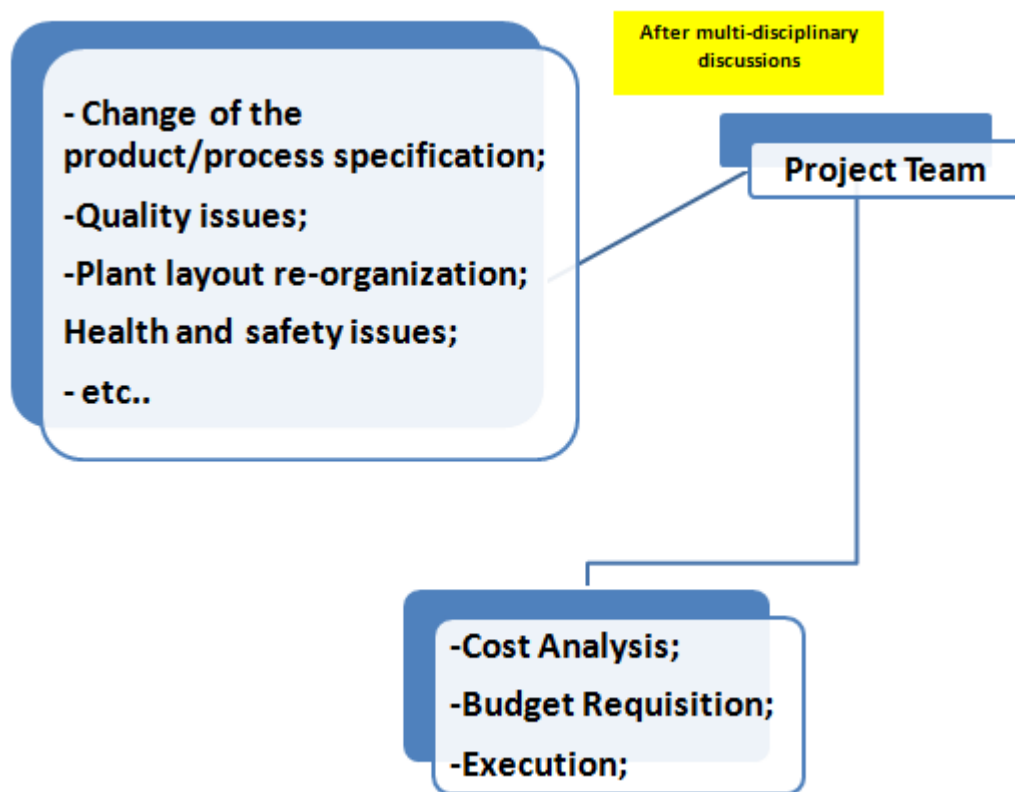 After multi-disciplinary
discussions
- Change of the
product/process specification;
-Quality issues;
-Plant layout re-organization;
Health and safety issues;
- etc..
Project Team
-Cost Analysis;
-Budget Requisition;
-Execution;